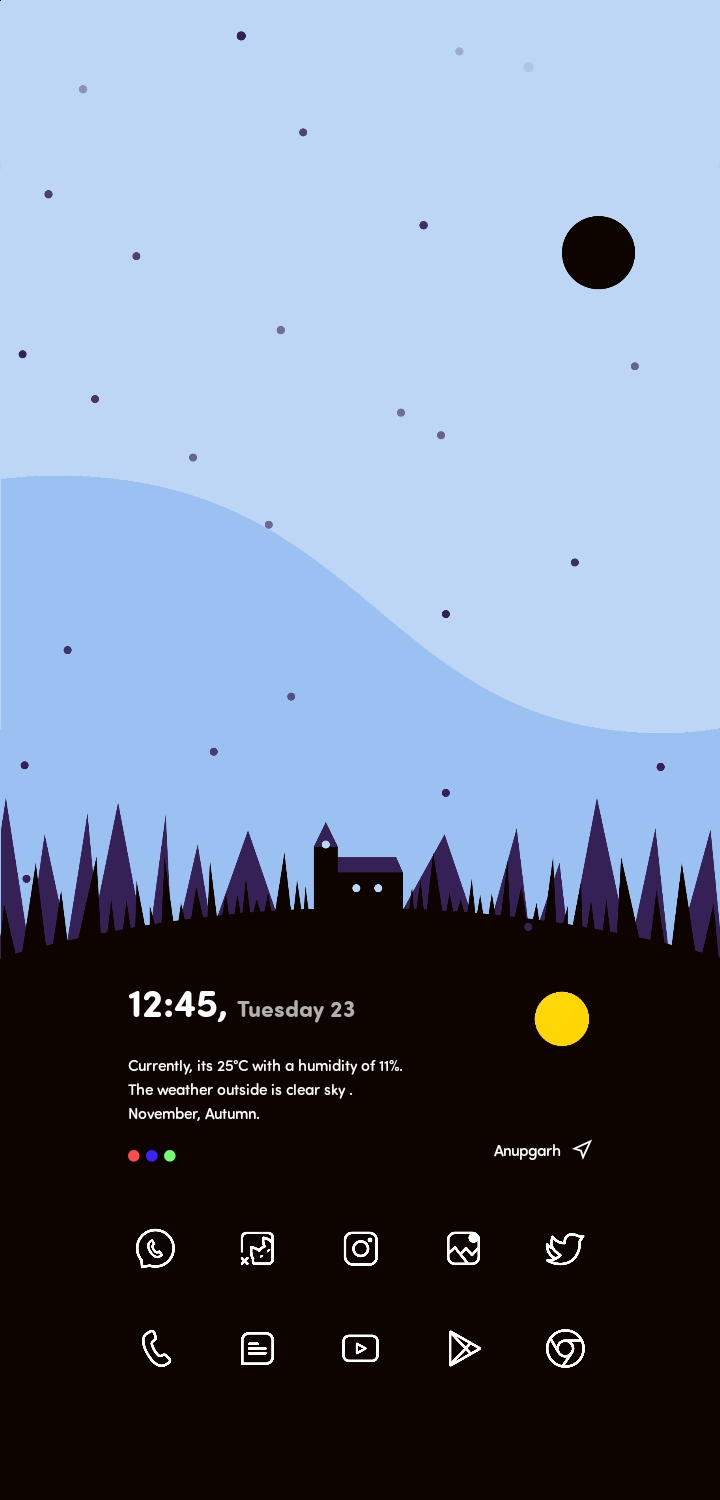 12:45, Tuesday 23
Currently, its 25°C with a humidity of 11%.
The weather outside is clear sky .
November, Autumn.
Anupgarh